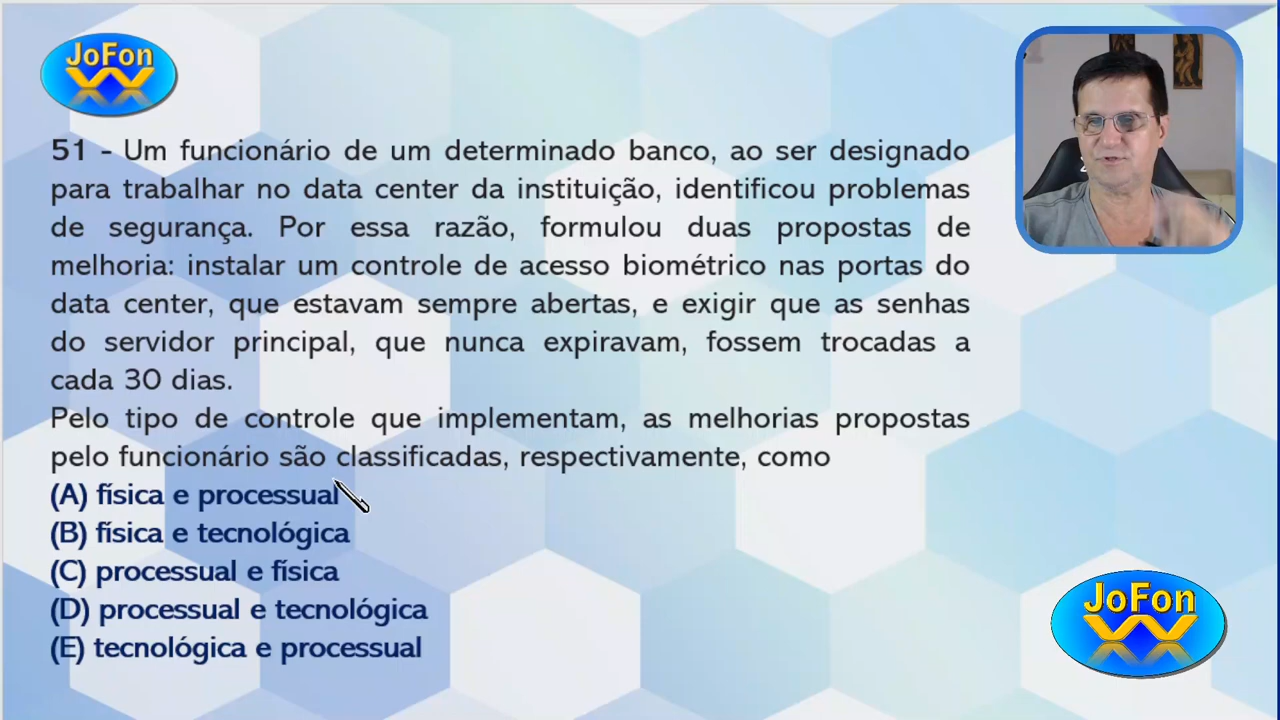 JoFon
51 - Um funcionário de um determinado banco, ao ser designado
para trabalhar no data center da instituição, identificou problemas
de segurança. Por essa razão, formulou duas propostas de
melhoria: instalar um controle de acesso biométrico nas portas do
data center, que estavam sempre abertas, e exigir que as senhas
do servidor principal, que nunca expiravam, fossem trocadas a
cada 30 dias.
Pelo tipo de controle que implementam, as melhorias propostas
pelo funcionário são classificadas, respectivamente, como
(A) física e processual
(B) física e tecnológica
(C) processual e física
(D) processual e tecnológica
(E) tecnológica e processual
JoFon